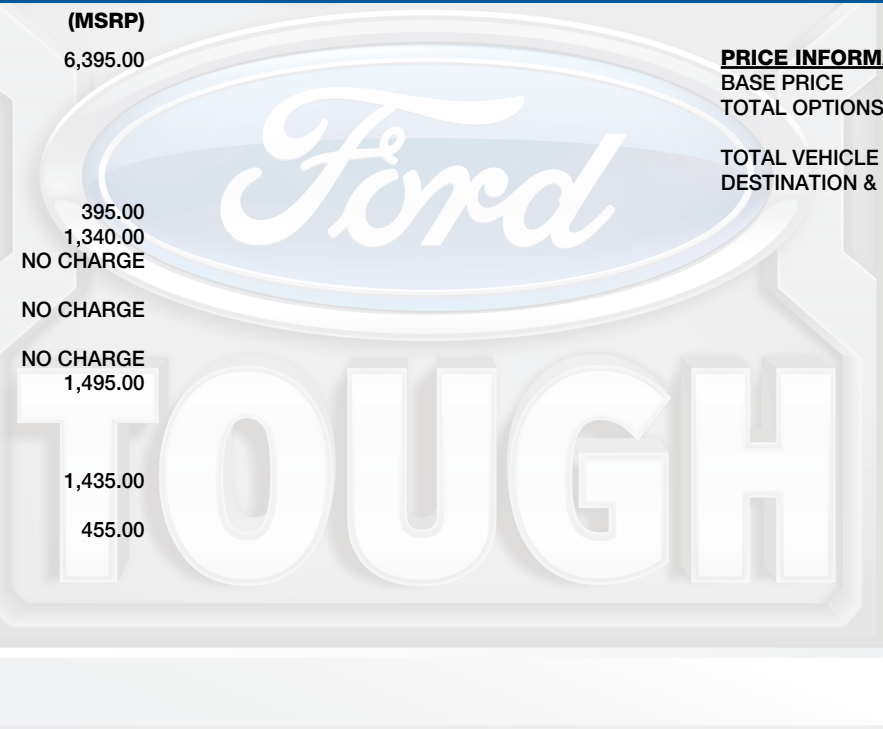 (MSRP)
6,395.00
395.00
1,340.00
NO CHARGE
NO CHARGE
NO CHARGE
1,495.00
1,435.00
455.00
PRICE INFORMA
BASE PRICE
TOTAL OPTIONS
TOTAL VEHICLE
DESTINATION &
Ford
TOUGH